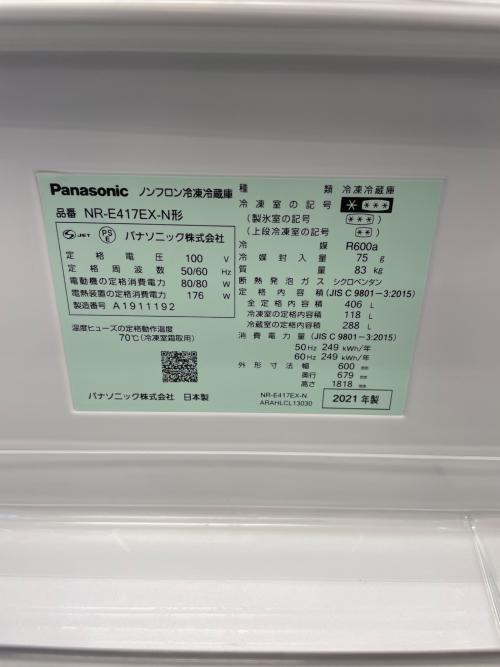 Panasonic ノンフロン冷凍冷蔵庫
品番 NR-E417EX-N形
S JET PSE パナソニック株式会社
定格電圧 100 V
定格周波数 50/60 Hz
電動機の定格消費電力 80/80 W
電熱装置の定格消費電力 176 W
製造番号 A1911192
温度ヒューズの定格動作温度
70℃(冷凍室霜取用)
パナソニック株式会社 日本製
種類 冷凍冷蔵庫
冷凍室の記号 * ***
(製氷室の記号) ***
(上段冷凍室の記号) **
冷媒 R600a
冷媒封入量 75 g
質量 83 kg
断熱発泡ガス シクロペンタン
定格内容積 (JIS C 9801-3:2015)
全定格内容積 406 L
冷凍室の定格内容積 118 L
冷蔵室の定格内容積 288 L
消費電力量 (JIS C 9801-3:2015)
50Hz 249 kWh/年
60Hz 249 kWh/年
外形寸法 幅 600 mm
奥行 679 mm
高さ 1818 mm
NR-E417EX-N
ARAHLCL13030
2021年製